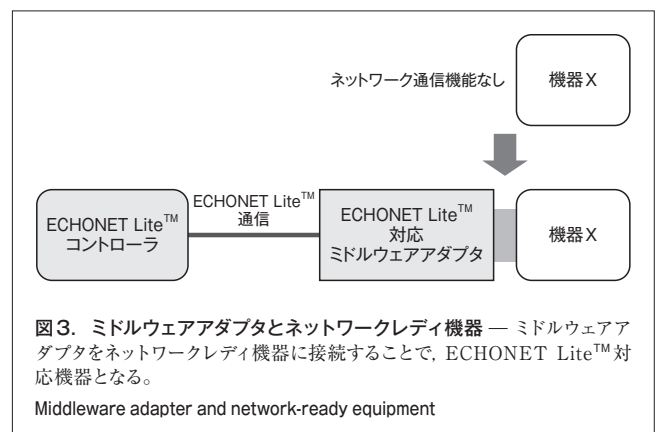 ネットワーク通信機能なし
機器X
ECHONET Lite™
コントローラ
ECHONET Lite™
通信
ECHONET Lite™
対応
ミドルウェアアダプタ
機器X
図3．ミドルウェアアダプタとネットワークレディ機器 — ミドルウェアア
ダプタをネットワークレディ機器に接続することで，ECHONET Lite™対
応機器となる。
Middleware adapter and network-ready equipment